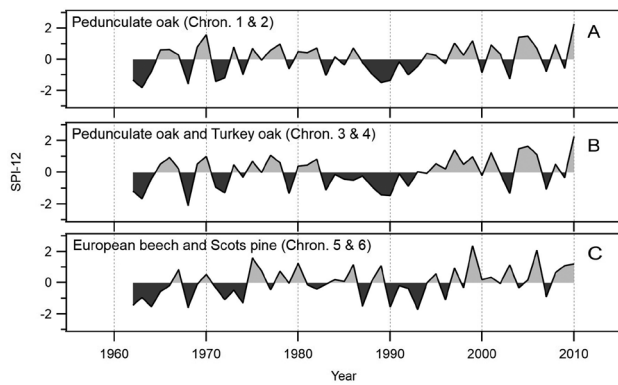 Pedunculate oak (Chron. 1 & 2)
A
2
0
-2
Pedunculate oak and Turkey oak (Chron. 3 & 4)
B
2
0
-2
SPI-12
European beech and Scots pine (Chron. 5 & 6)
C
2
0
-2
1960 1970 1980 1990 2000 2010
Year